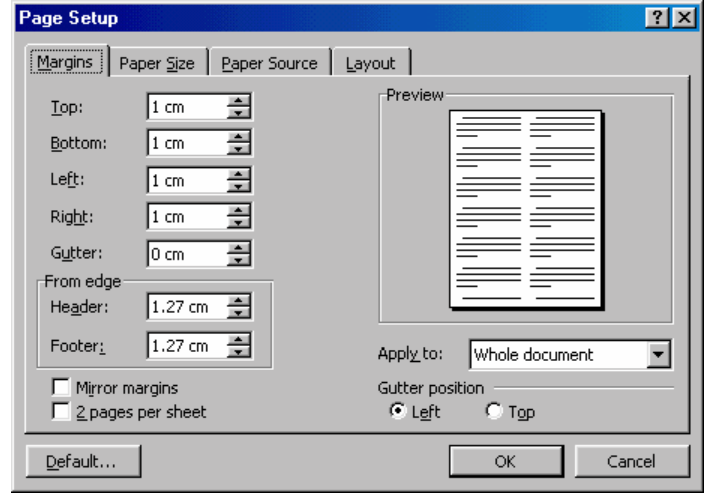 Page Setup
Margins Paper Size Paper Source Layout
Top: 1 cm
Bottom: 1 cm
Left: 1 cm
Right: 1 cm
Gutter: 0 cm
From edge
Header: 1.27 cm
Footer: 1.27 cm
Mirror margins
2 pages per sheet
Preview
Apply to: Whole document
Gutter position
Left Top
Default... OK Cancel